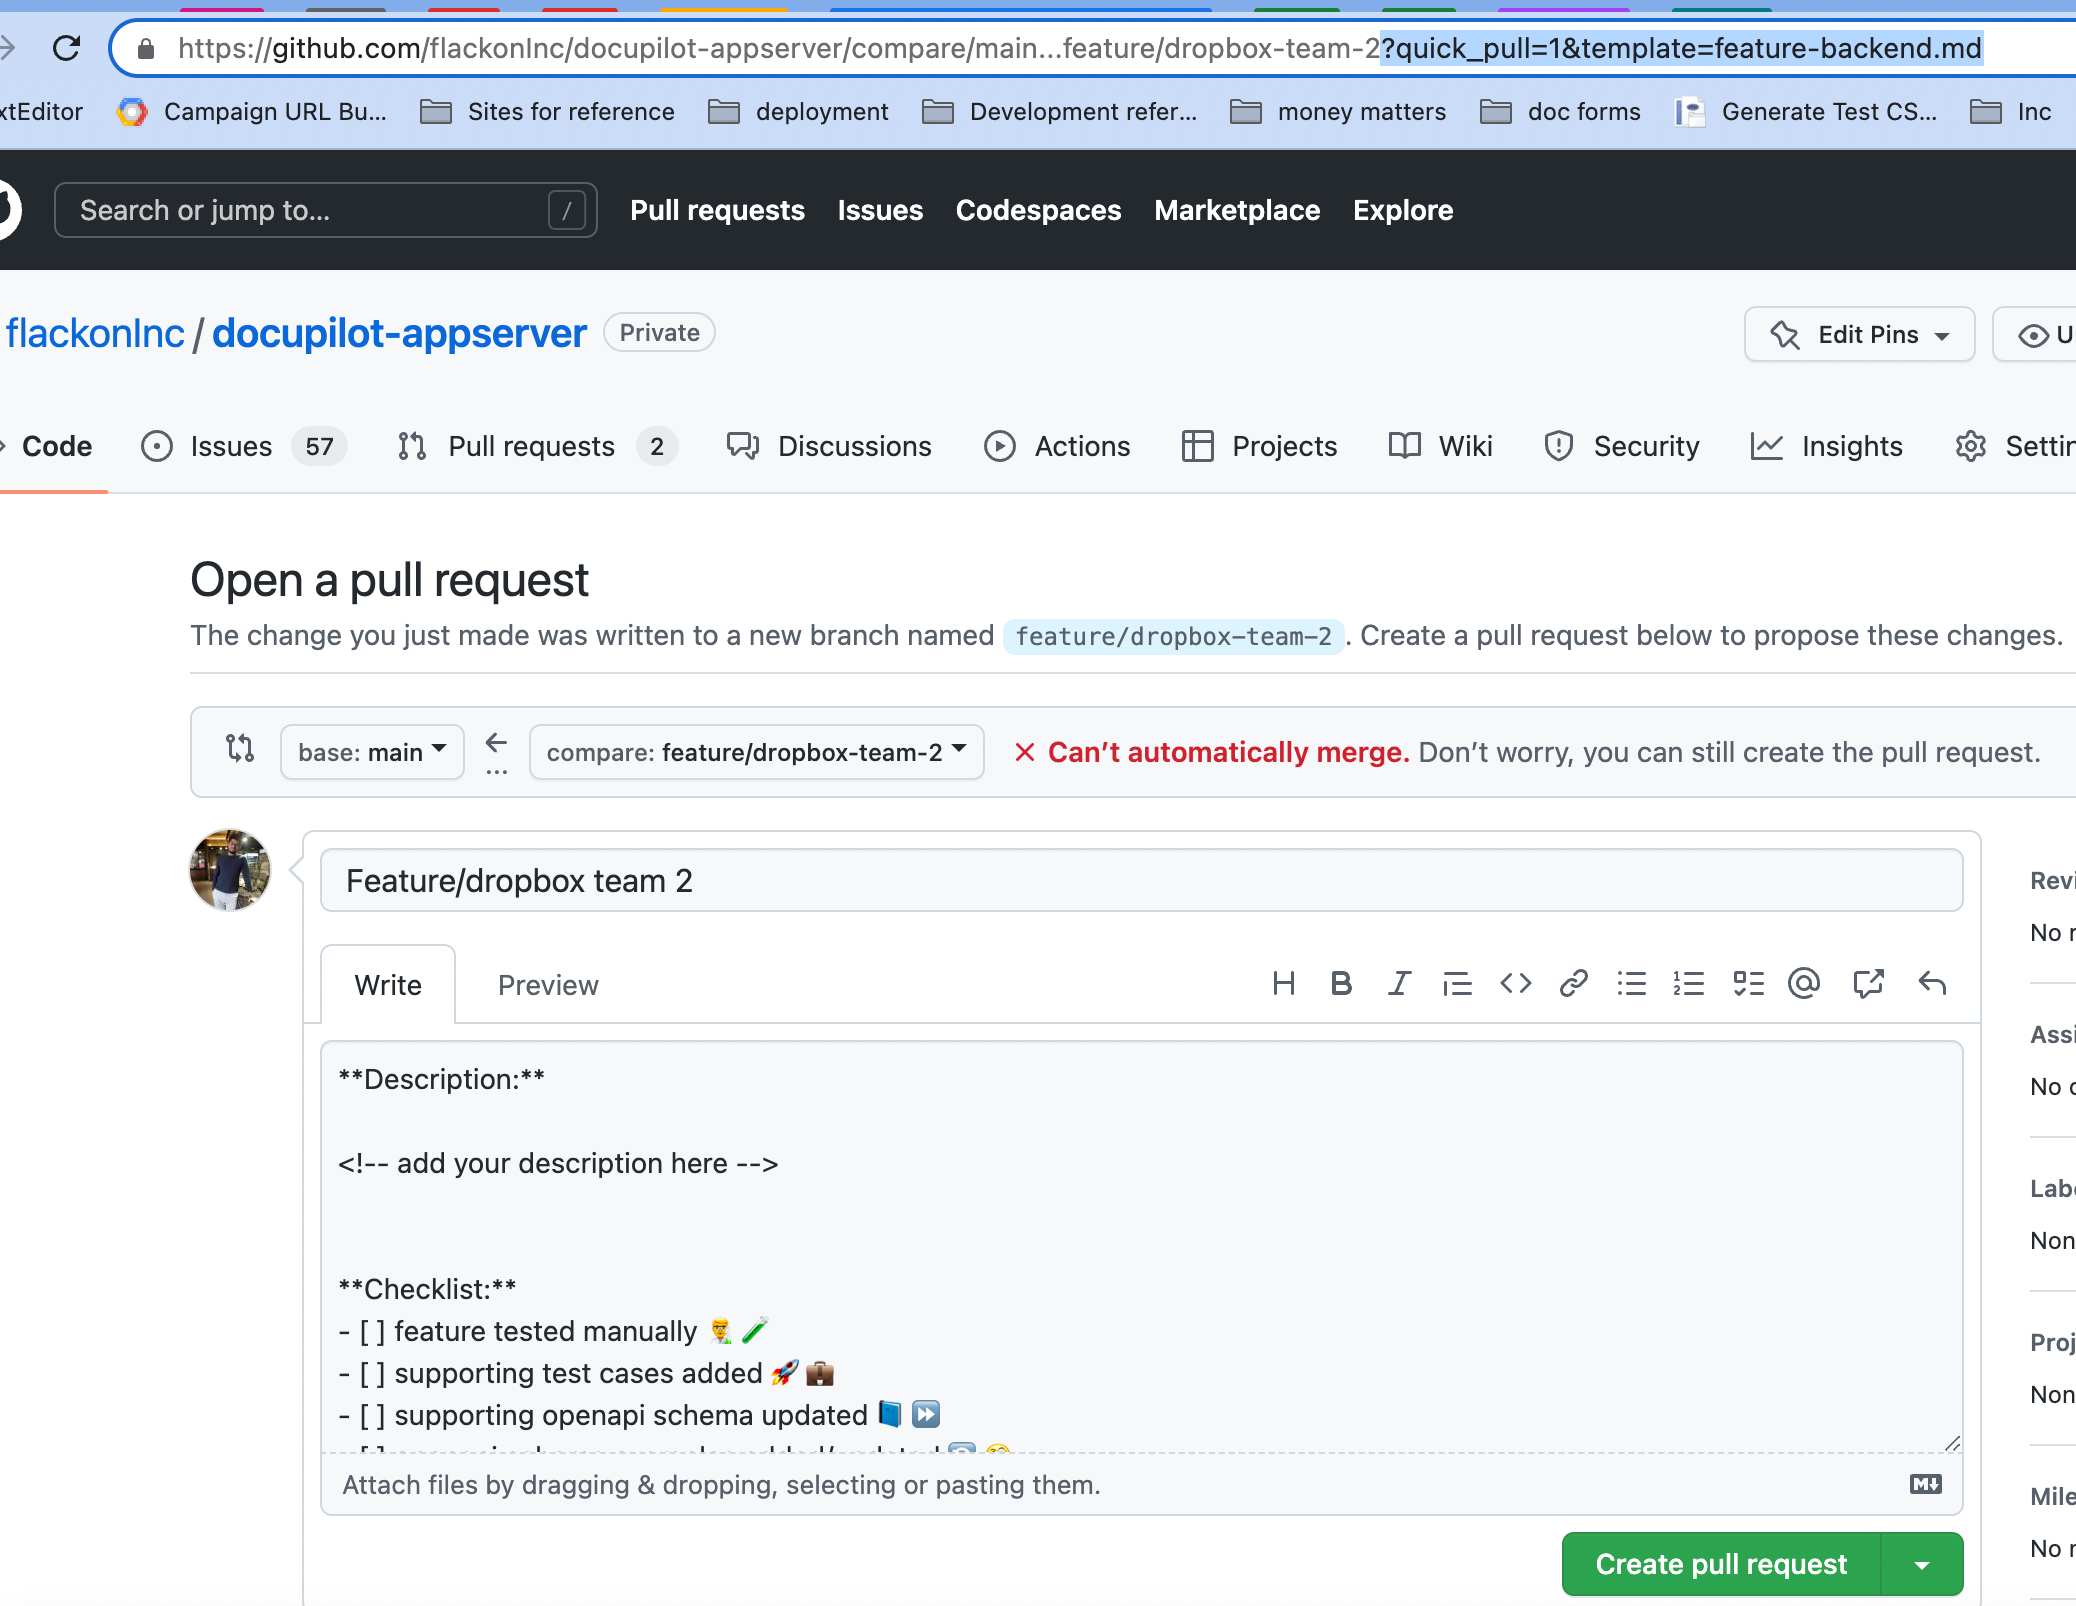 https://github.com/flackonInc/docupilot-appserver/compare/main...feature/dropbox-team-2?quick_pull=1&template=feature-backend.md
xtEditor Campaign URL Bu... Sites for reference deployment Development refer... money matters doc forms Generate Test CS... Inc
Search or jump to... / Pull requests Issues Codespaces Marketplace Explore
flackonInc / docupilot-appserver Private Edit Pins U
Code Issues 57 Pull requests 2 Discussions Actions Projects Wiki Security Insights Settin
Open a pull request
The change you just made was written to a new branch named feature/dropbox-team-2. Create a pull request below to propose these changes.
base: main ← ... compare: feature/dropbox-team-2 Can’t automatically merge. Don’t worry, you can still create the pull request.
Feature/dropbox team 2
Revi
No r
Write Preview
Assi
No o
**Description:**
<!-- add your description here -->
Labe
Non
**Checklist:**
- [ ] feature tested manually 👨‍🔬 🧪
Proj
- [ ] supporting test cases added 🚀 💼
Non
- [ ] supporting openapi schema updated 📘 ⏩
Attach files by dragging & dropping, selecting or pasting them.
Mile
No r
Create pull request